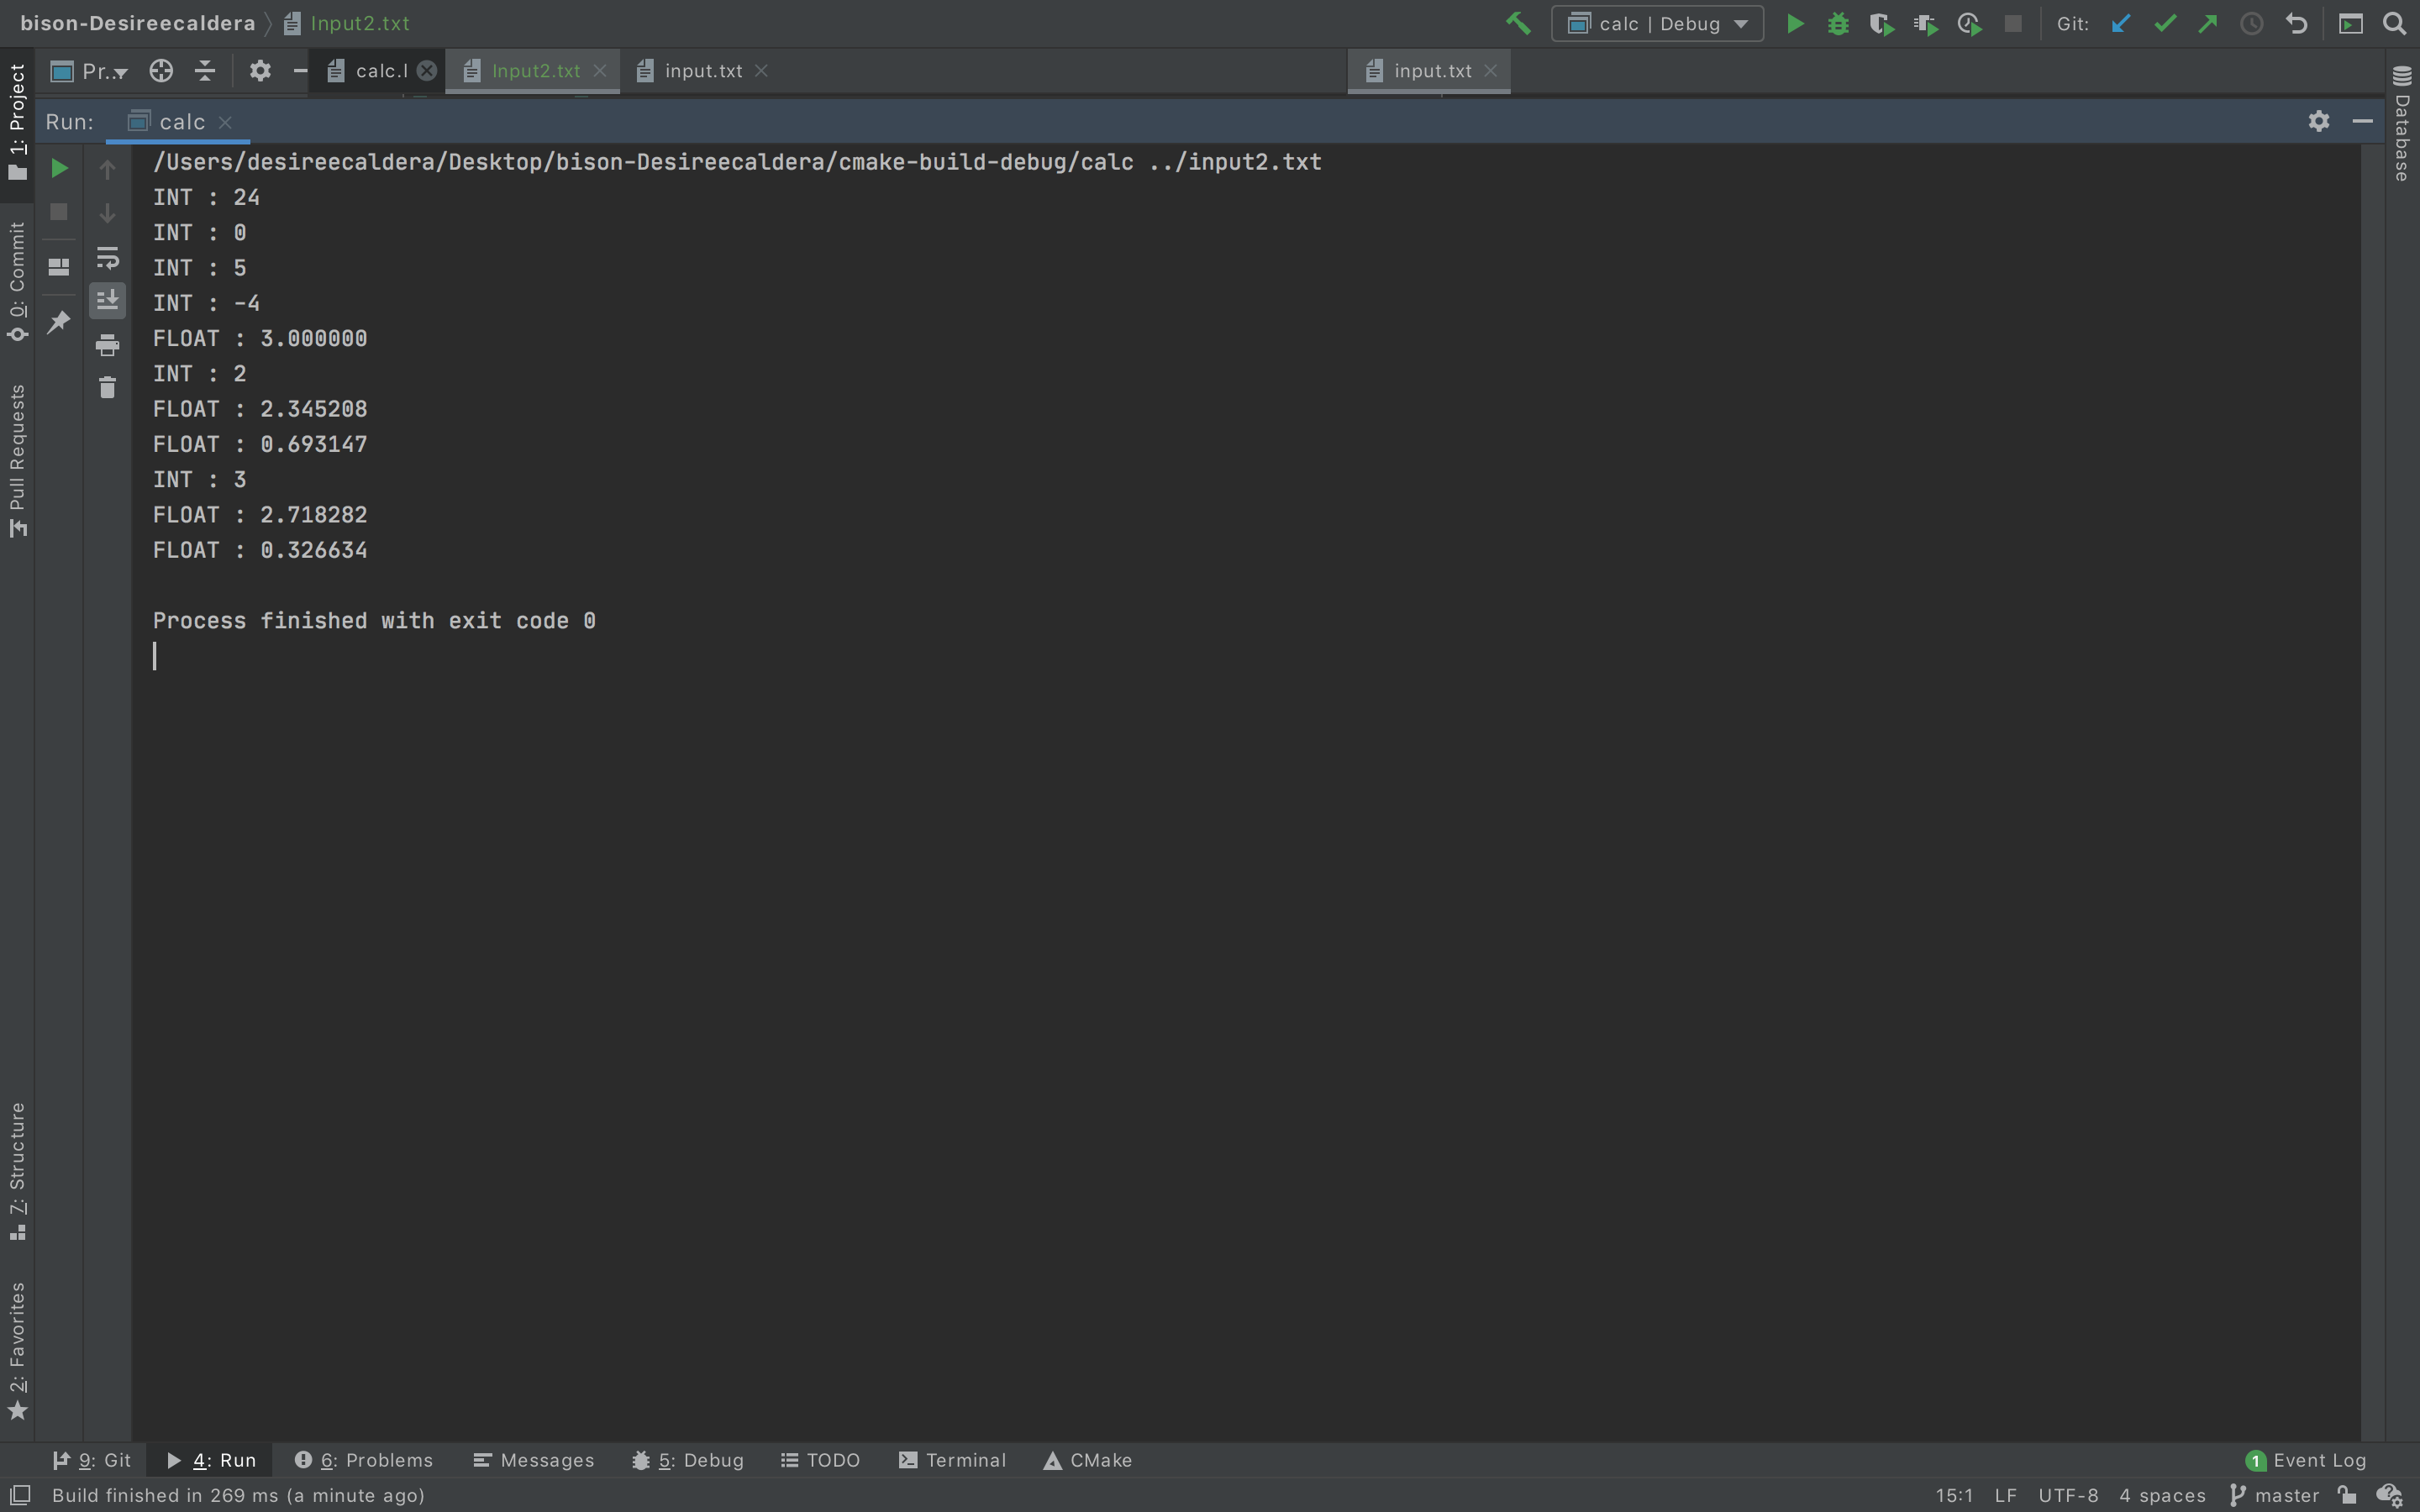 bison-Desireecaldera Input2.txt calc | Debug Git:
Pr... calc.l Input2.txt input.txt input.txt
Run: calc
/Users/desireecaldera/Desktop/bison-Desireecaldera/cmake-build-debug/calc ../input2.txt
INT : 24
INT : 0
INT : 5
INT : -4
FLOAT : 3.000000
INT : 2
FLOAT : 2.345208
FLOAT : 0.693147
INT : 3
FLOAT : 2.718282
FLOAT : 0.326634
Process finished with exit code 0
1: Project
0: Commit
Pull Requests
7: Structure
2: Favorites
Database
9: Git 4: Run 6: Problems Messages 5: Debug TODO Terminal CMake 1 Event Log
Build finished in 269 ms (a minute ago) 15:1 LF UTF-8 4 spaces master